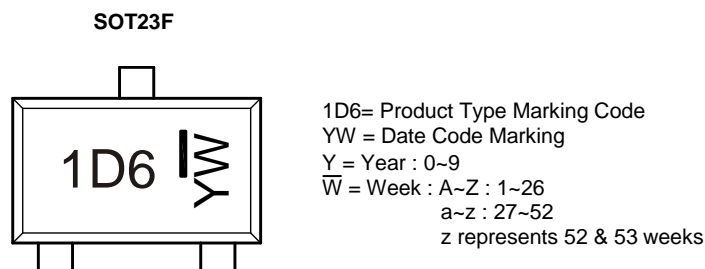 SOT23F
1D6 YW̅
1D6= Product Type Marking Code
YW = Date Code Marking
Y = Year : 0~9
W̅ = Week : A~Z : 1~26
a~z : 27~52
z represents 52 & 53 weeks